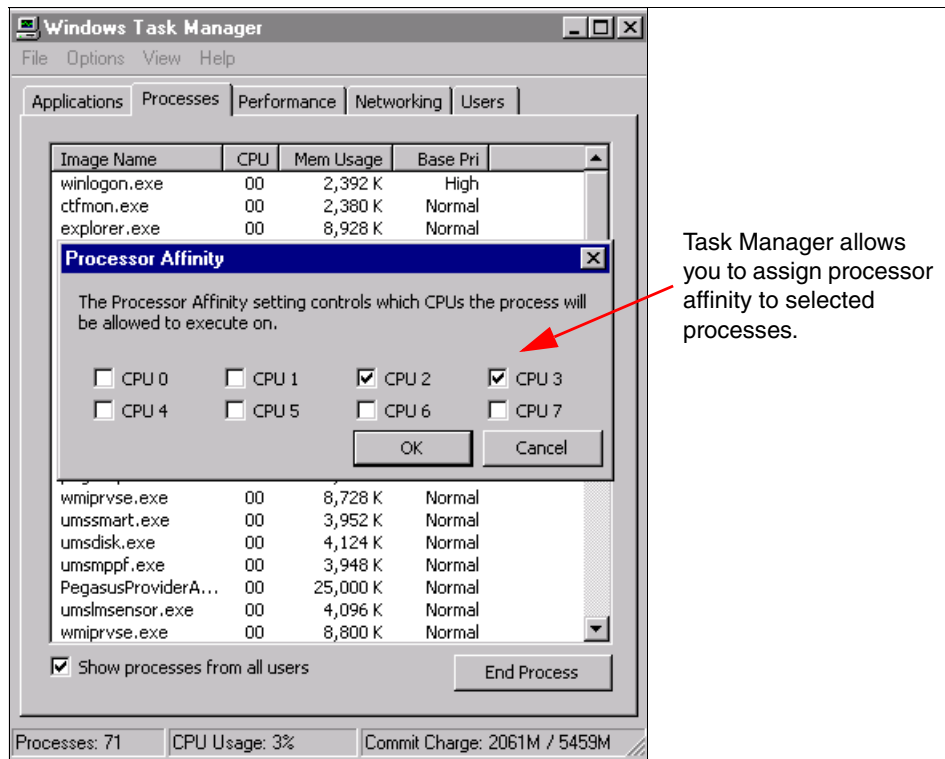 Windows Task Manager
File Options View Help
Applications Processes Performance Networking Users
Image Name CPU Mem Usage Base Pri
winlogon.exe 00 2,392 K High
ctfmon.exe 00 2,380 K Normal
explorer.exe 00 8,928 K Normal
Processor Affinity
The Processor Affinity setting controls which CPUs the process will
be allowed to execute on.
CPU 0 CPU 1 CPU 2 CPU 3
CPU 4 CPU 5 CPU 6 CPU 7
OK Cancel
wmiprvse.exe 00 8,728 K Normal
umssmart.exe 00 3,952 K Normal
umsdisk.exe 00 4,124 K Normal
umsmppf.exe 00 3,948 K Normal
PegasusProviderA... 00 25,000 K Normal
umslmsensor.exe 00 4,096 K Normal
wmiprvse.exe 00 8,800 K Normal
Show processes from all users
End Process
Processes: 71 CPU Usage: 3% Commit Charge: 2061M / 5459M
Task Manager allows
you to assign processor
affinity to selected
processes.